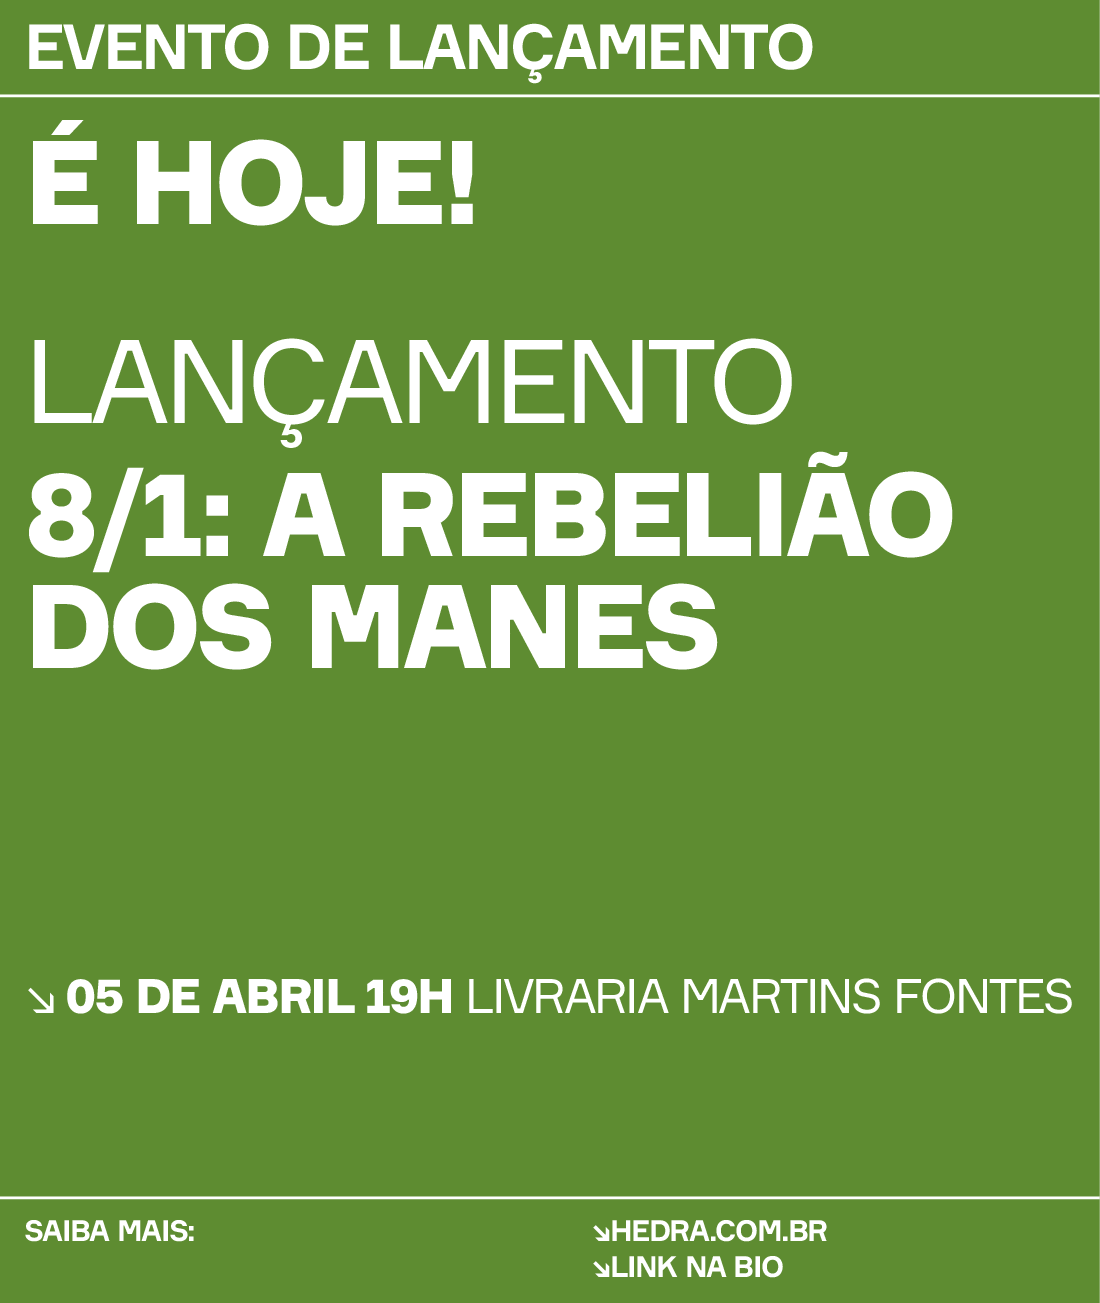 EVENTO DE LANÇAMENTO
É HOJE!
LANÇAMENTO
8/1: A REBELIÃO
DOS MANES
↘ 05 DE ABRIL 19H LIVRARIA MARTINS FONTES
SAIBA MAIS:
↘HEDRA.COM.BR
↘LINK NA BIO